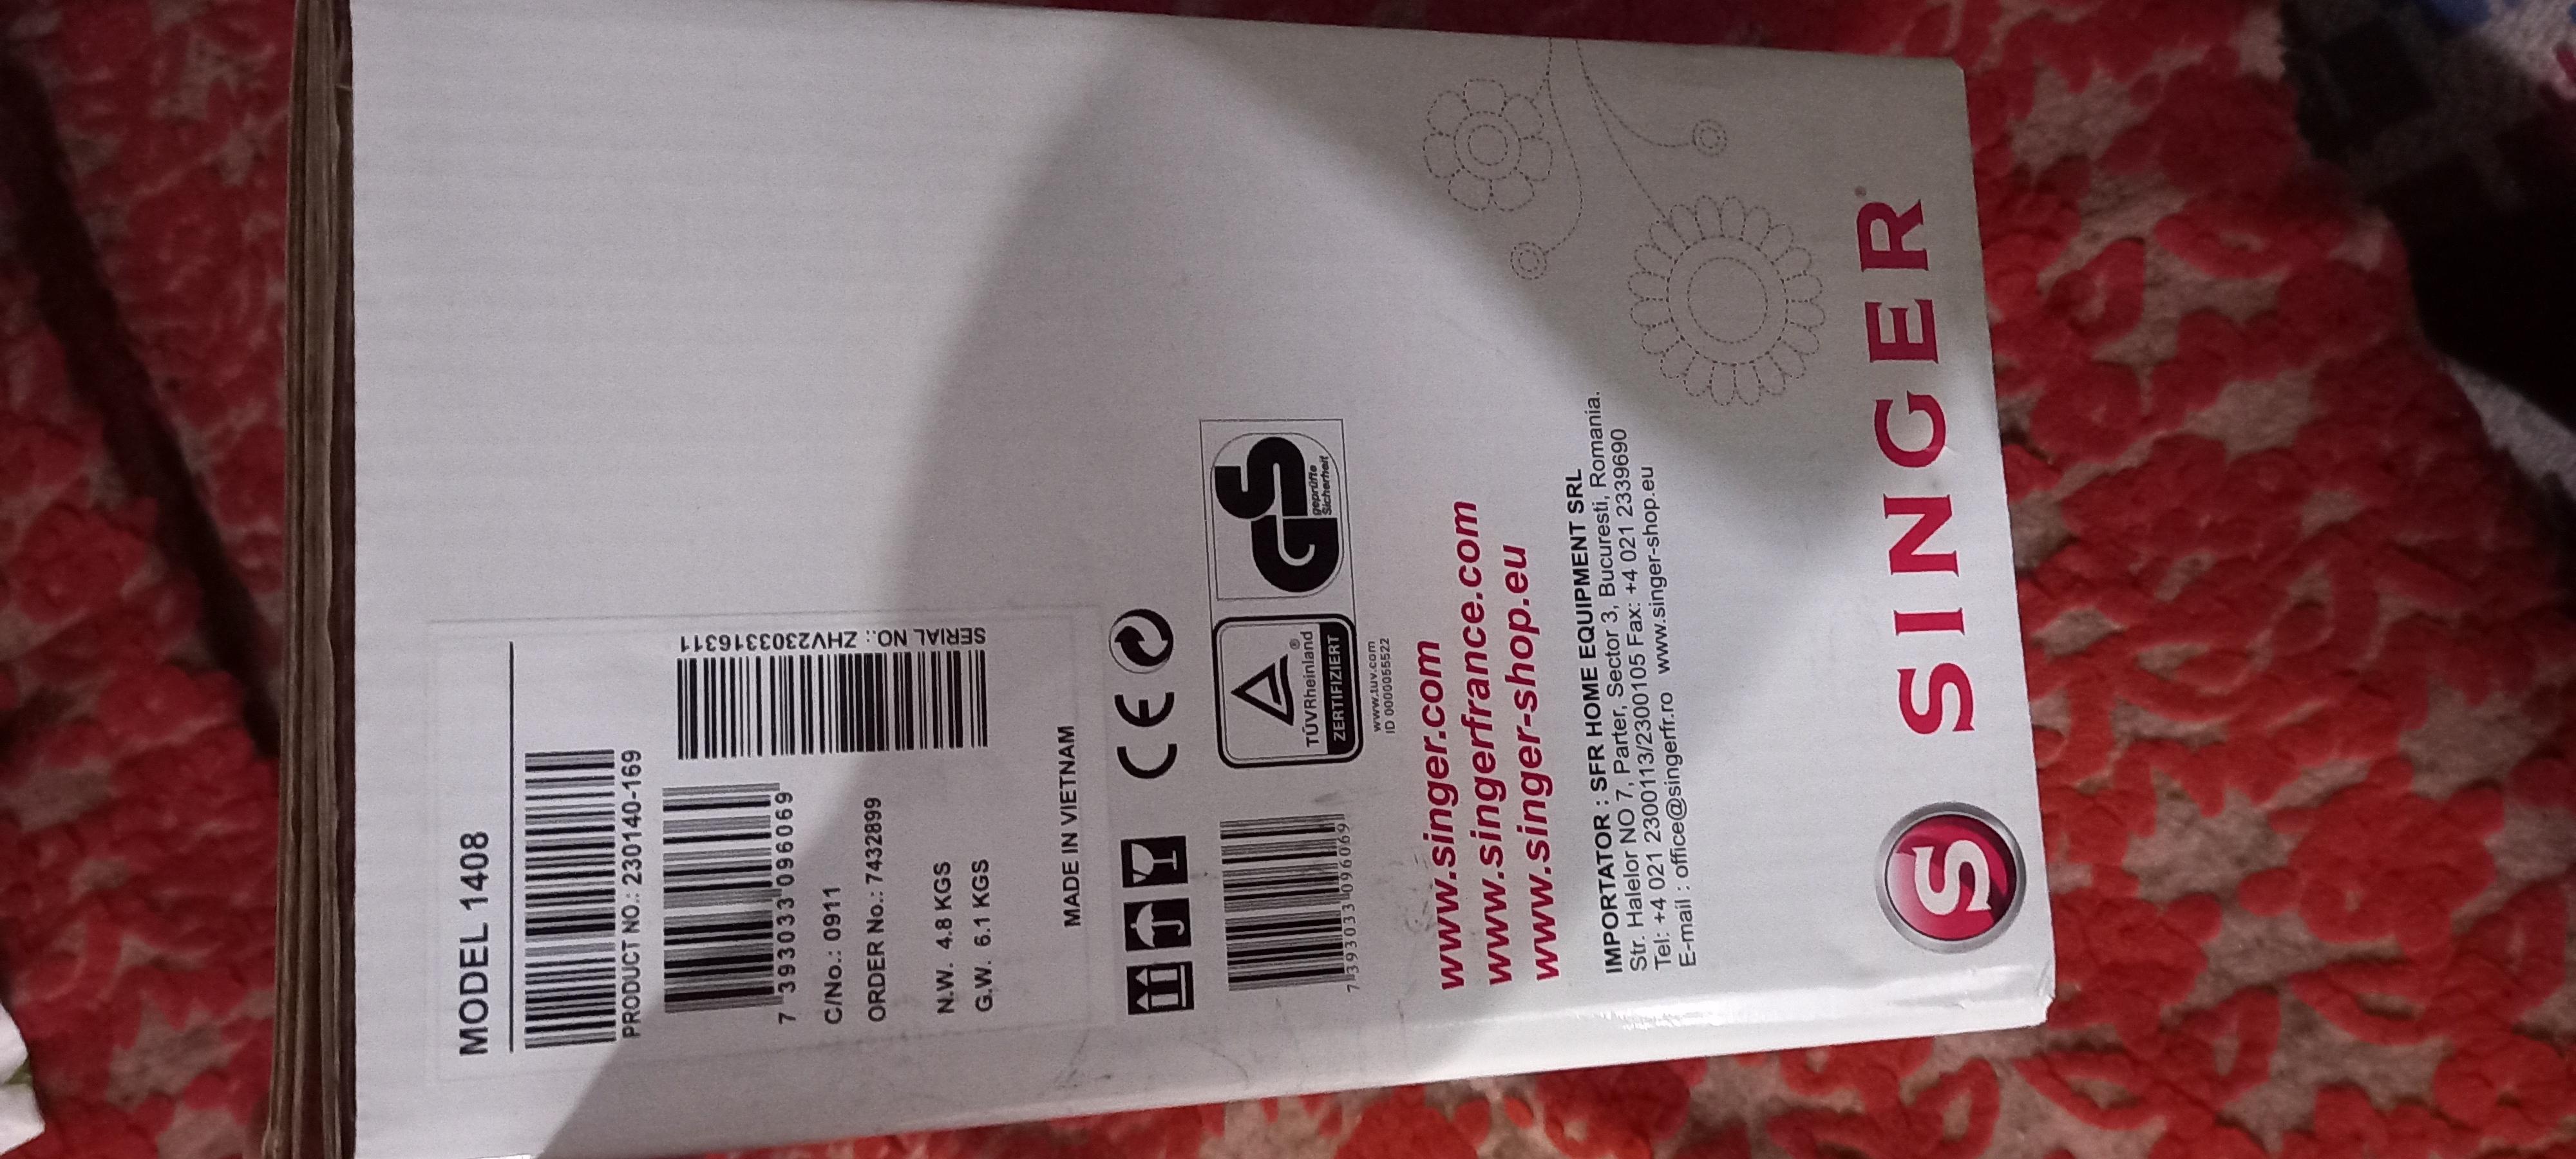 MODEL 1408
PRODUCT NO.: 230140-169
SERIAL NO.: ZHV2303316311
7 393033 096069
C/No.: 0911
ORDER No.: 7432899
N.W. 4.8 KGS
G.W. 6.1 KGS
MADE IN VIETNAM
CE
7 393033 096069
TÜVRheinland®
ZERTIFIZIERT
GS
geprüfte
Sicherheit
www.tuv.com
ID 0000055522
www.singer.com
www.singerfrance.com
www.singer-shop.eu
IMPORTATOR : SFR HOME EQUIPMENT SRL
Str. Halelor NO 7, Parter, Sector 3, Bucuresti, Romania.
Tel: +4 021 2300113/2300105 Fax: +4 021 2339690
E-mail : office@singerfr.ro www.singer-shop.eu
S SINGER®